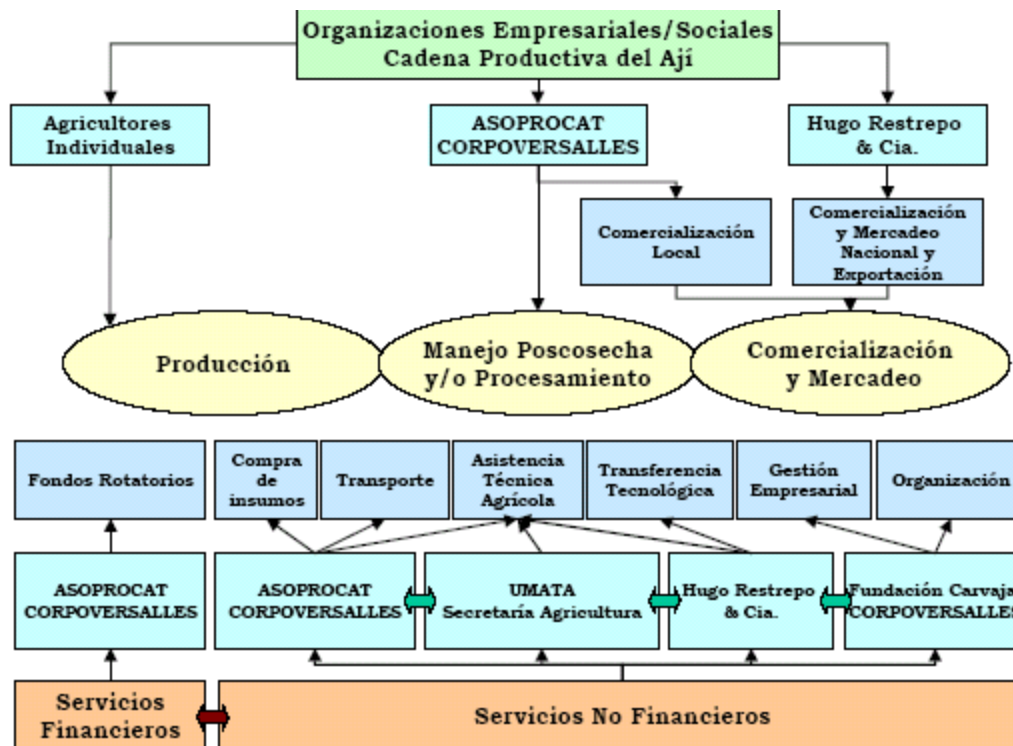 Organizaciones Empresariales/Sociales
Cadena Productiva del Ají
Agricultores
Individuales
ASOPROCAT
CORPOVERSALLES
Hugo Restrepo
& Cia.
Comercialización
Local
Comercialización
y Mercadeo
Nacional y
Exportación
Producción
Manejo Poscosecha
y/o Procesamiento
Comercialización
y Mercadeo
Fondos Rotatorios
Compra
de
insumos
Transporte
Asistencia
Técnica
Agrícola
Transferencia
Tecnológica
Gestión
Empresarial
Organización
ASOPROCAT
CORPOVERSALLES
ASOPROCAT
CORPOVERSALLES
UMATA
Secretaría Agricultura
Hugo Restrepo
& Cia.
Fundación Carvaja
CORPOVERSALLES
Servicios
Financieros
Servicios No Financieros